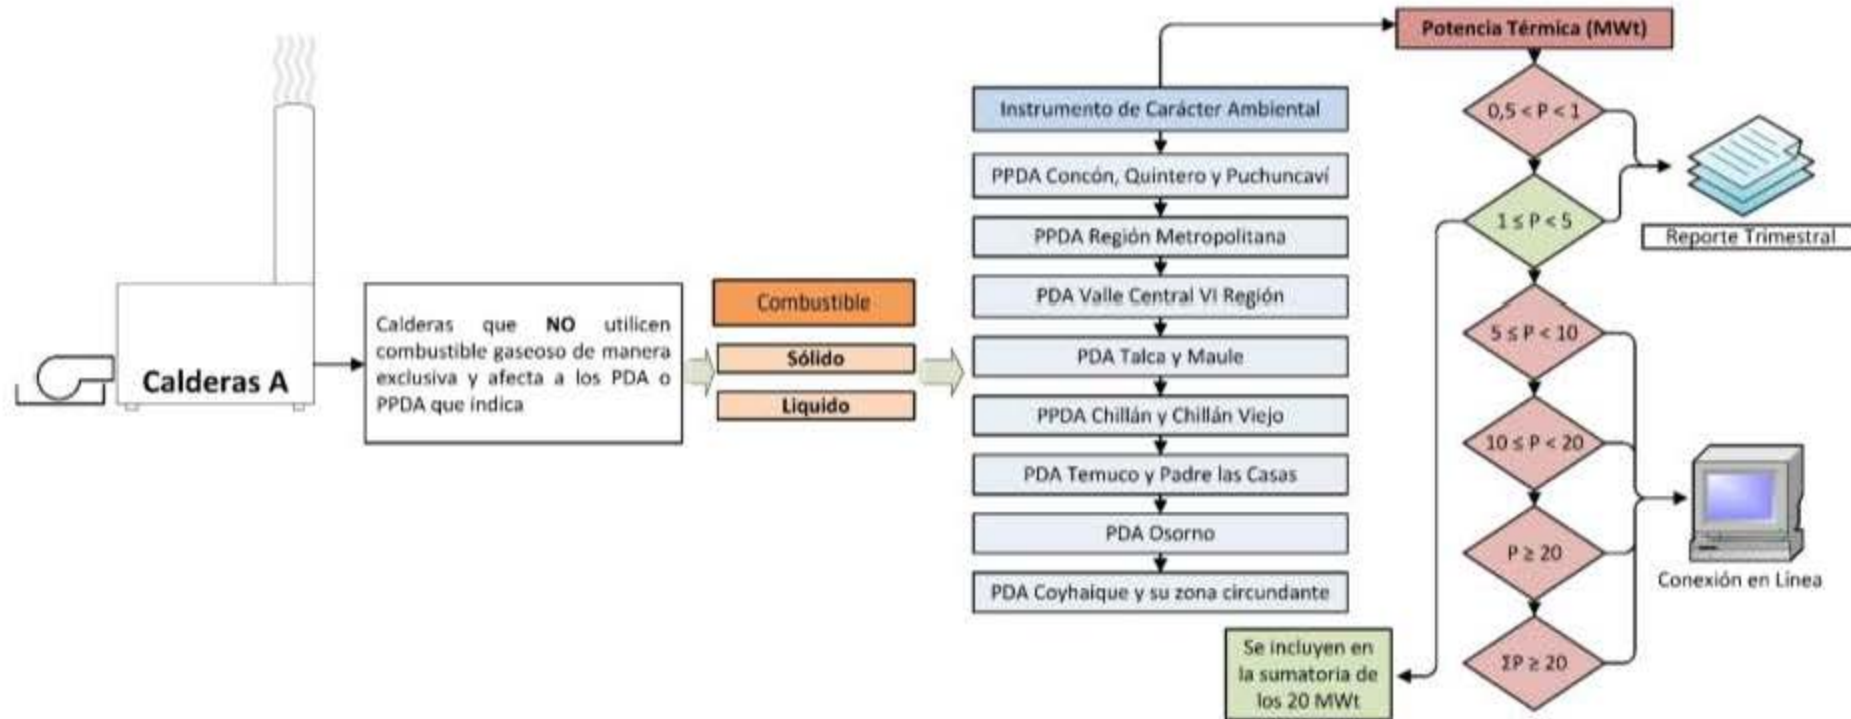 Calderas A
Calderas que NO utilicen
combustible gaseoso de manera
exclusiva y afecta a los PDA o
PPDA que indica
Combustible
Sólido
Liquido
Instrumento de Carácter Ambiental
PPDA Concón, Quintero y Puchuncaví
PPDA Región Metropolitana
PDA Valle Central VI Región
PDA Talca y Maule
PPDA Chillán y Chillán Viejo
PDA Temuco y Padre las Casas
PDA Osorno
PDA Coyhaique y su zona circundante
Potencia Térmica (MWt)
0,5 < P < 1
1 ≤ P < 5
Reporte Trimestral
5 ≤ P < 10
10 ≤ P < 20
P ≥ 20
ΣP ≥ 20
Conexión en Línea
Se incluyen en
la sumatoria de
los 20 MWt